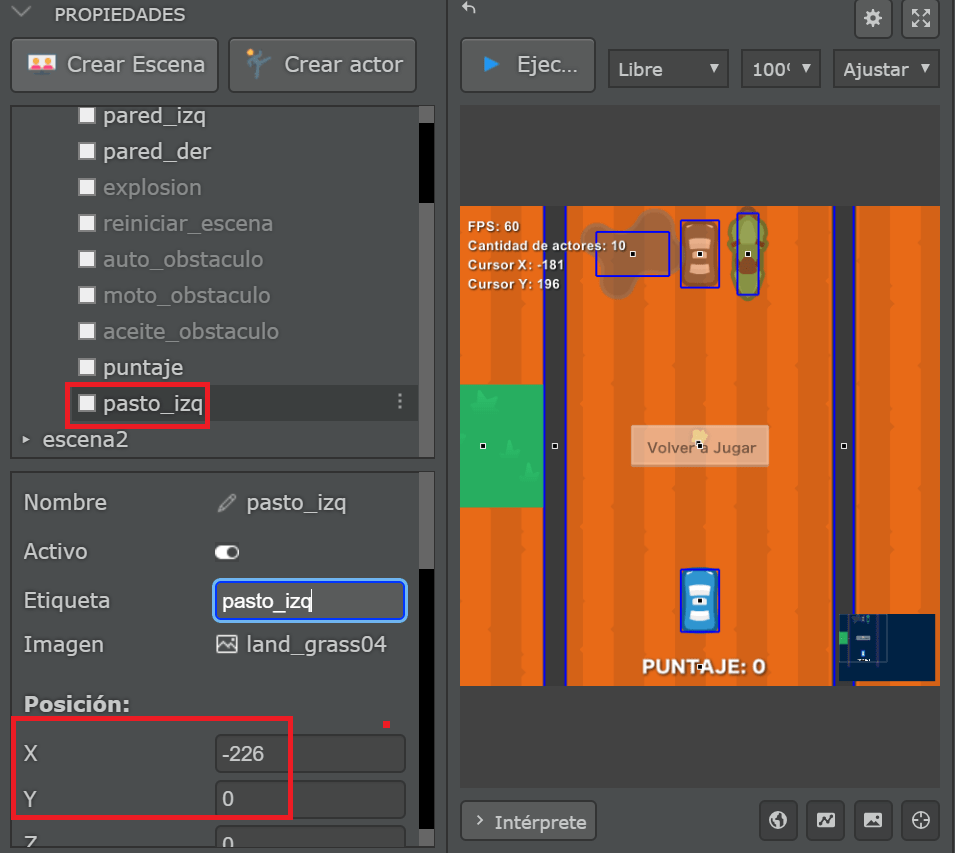 PROPIEDADES
Crear Escena
Crear actor
pared_izq
pared_der
explosion
reiniciar_escena
auto_obstaculo
moto_obstaculo
aceite_obstaculo
puntaje
pasto_izq
escena2
Nombre
pasto_izq
Activo
Etiqueta
pasto_izq
Imagen
land_grass04
Posición:
X
-226
Y
0
Z
0
Ejec...
Libre
100%
Ajustar
FPS: 60
Cantidad de actores: 10
Cursor X: -181
Cursor Y: 196
Volver a Jugar
PUNTAJE: 0
Intérprete